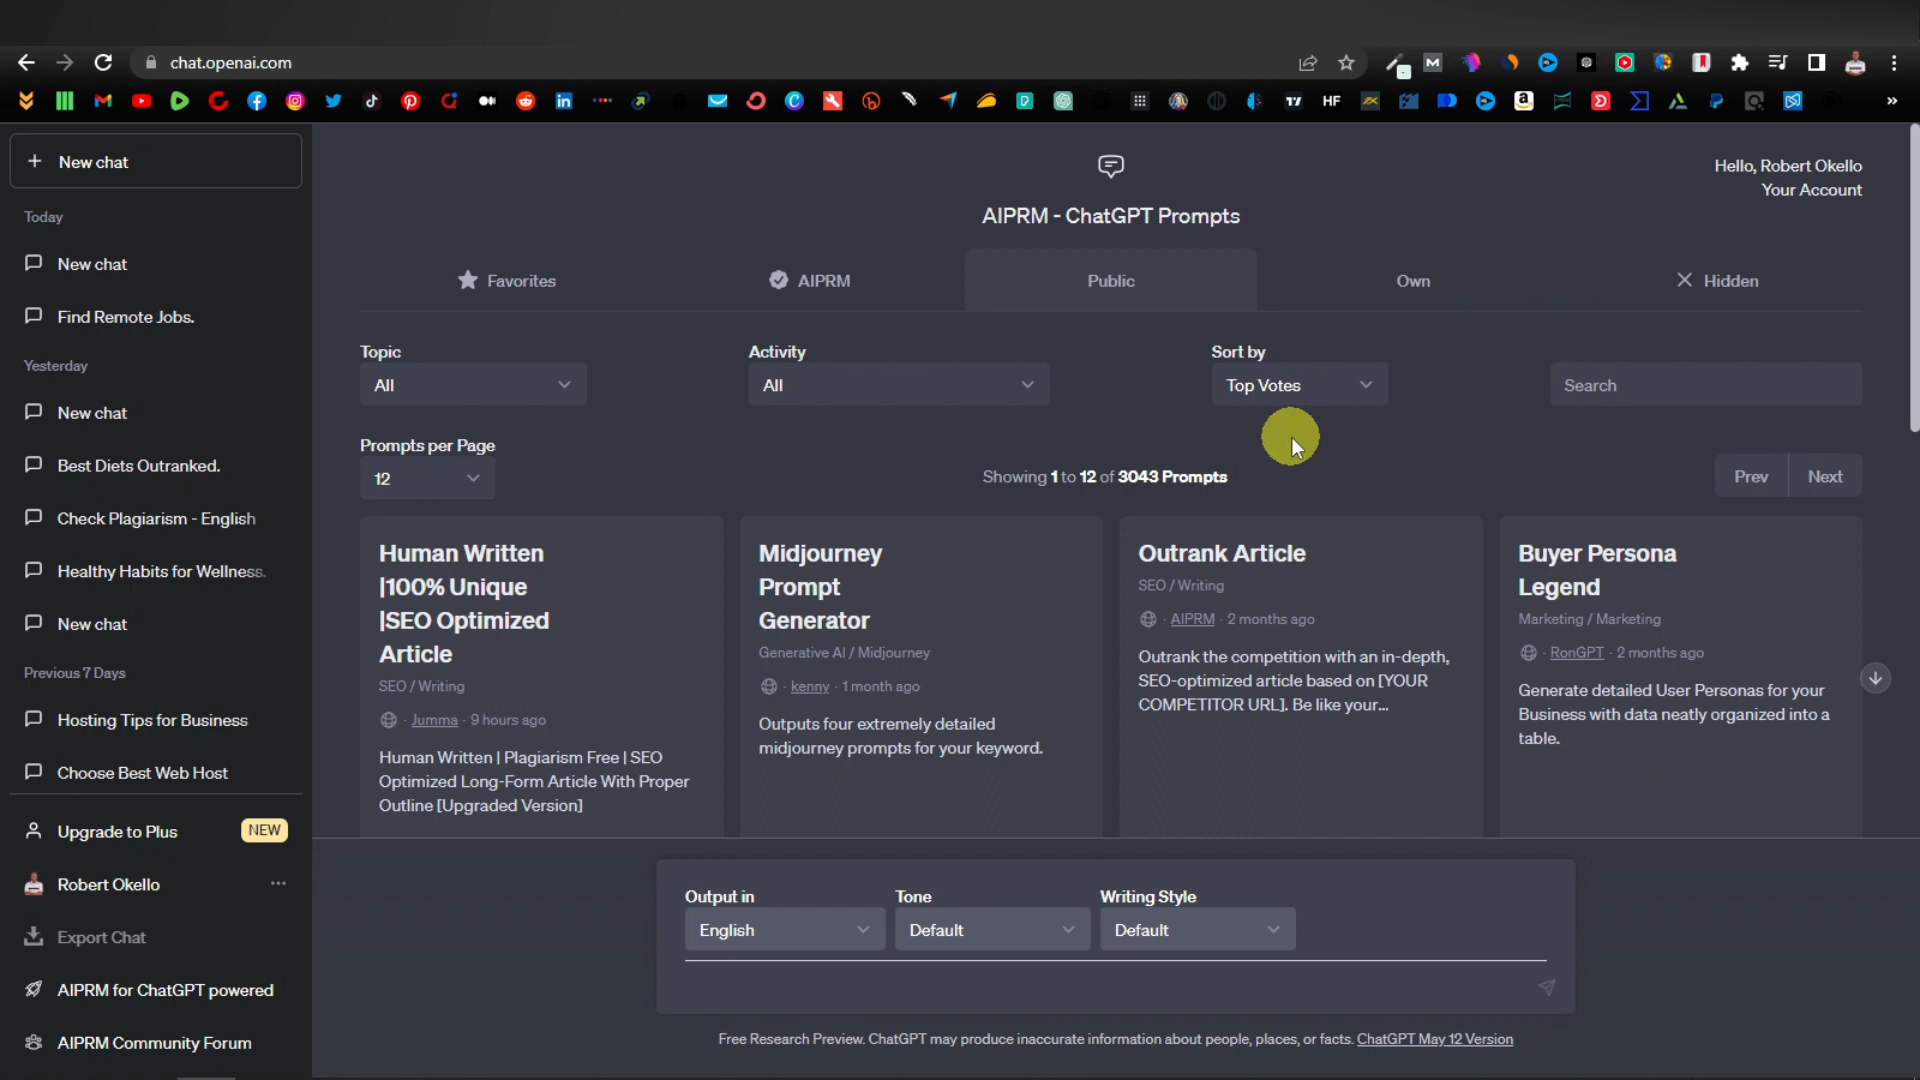 chat.openai.com
M
HF
New chat
Today
New chat
Find Remote Jobs.
Yesterday
New chat
Best Diets Outranked.
Check Plagiarism - English
Healthy Habits for Wellness.
New chat
Previous 7 Days
Hosting Tips for Business
Choose Best Web Host
Upgrade to Plus NEW
Robert Okello
Export Chat
AIPRM for ChatGPT powered
AIPRM Community Forum
Hello, Robert Okello
Your Account
AIPRM - ChatGPT Prompts
Favorites AIPRM Public Own Hidden
Topic Activity Sort by
All All Top Votes Search
Prompts per Page
12 Showing 1 to 12 of 3043 Prompts Prev Next
Human Written
|100% Unique
|SEO Optimized
Article
SEO / Writing
· Jumma · 9 hours ago
Human Written | Plagiarism Free | SEO
Optimized Long-Form Article With Proper
Outline [Upgraded Version]
Midjourney
Prompt
Generator
Generative AI / Midjourney
· kenny · 1 month ago
Outputs four extremely detailed
midjourney prompts for your keyword.
Outrank Article
SEO / Writing
· AIPRM · 2 months ago
Outrank the competition with an in-depth,
SEO-optimized article based on [YOUR
COMPETITOR URL]. Be like your...
Buyer Persona
Legend
Marketing / Marketing
· RonGPT · 2 months ago
Generate detailed User Personas for your
Business with data neatly organized into a
table.
Output in Tone Writing Style
English Default Default
Free Research Preview. ChatGPT may produce inaccurate information about people, places, or facts. ChatGPT May 12 Version